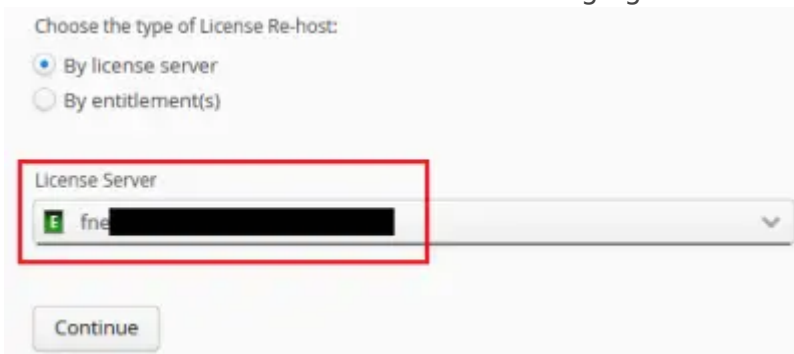 Choose the type of License Re-host:
By license server
By entitlement(s)
License Server
E fne
Continue